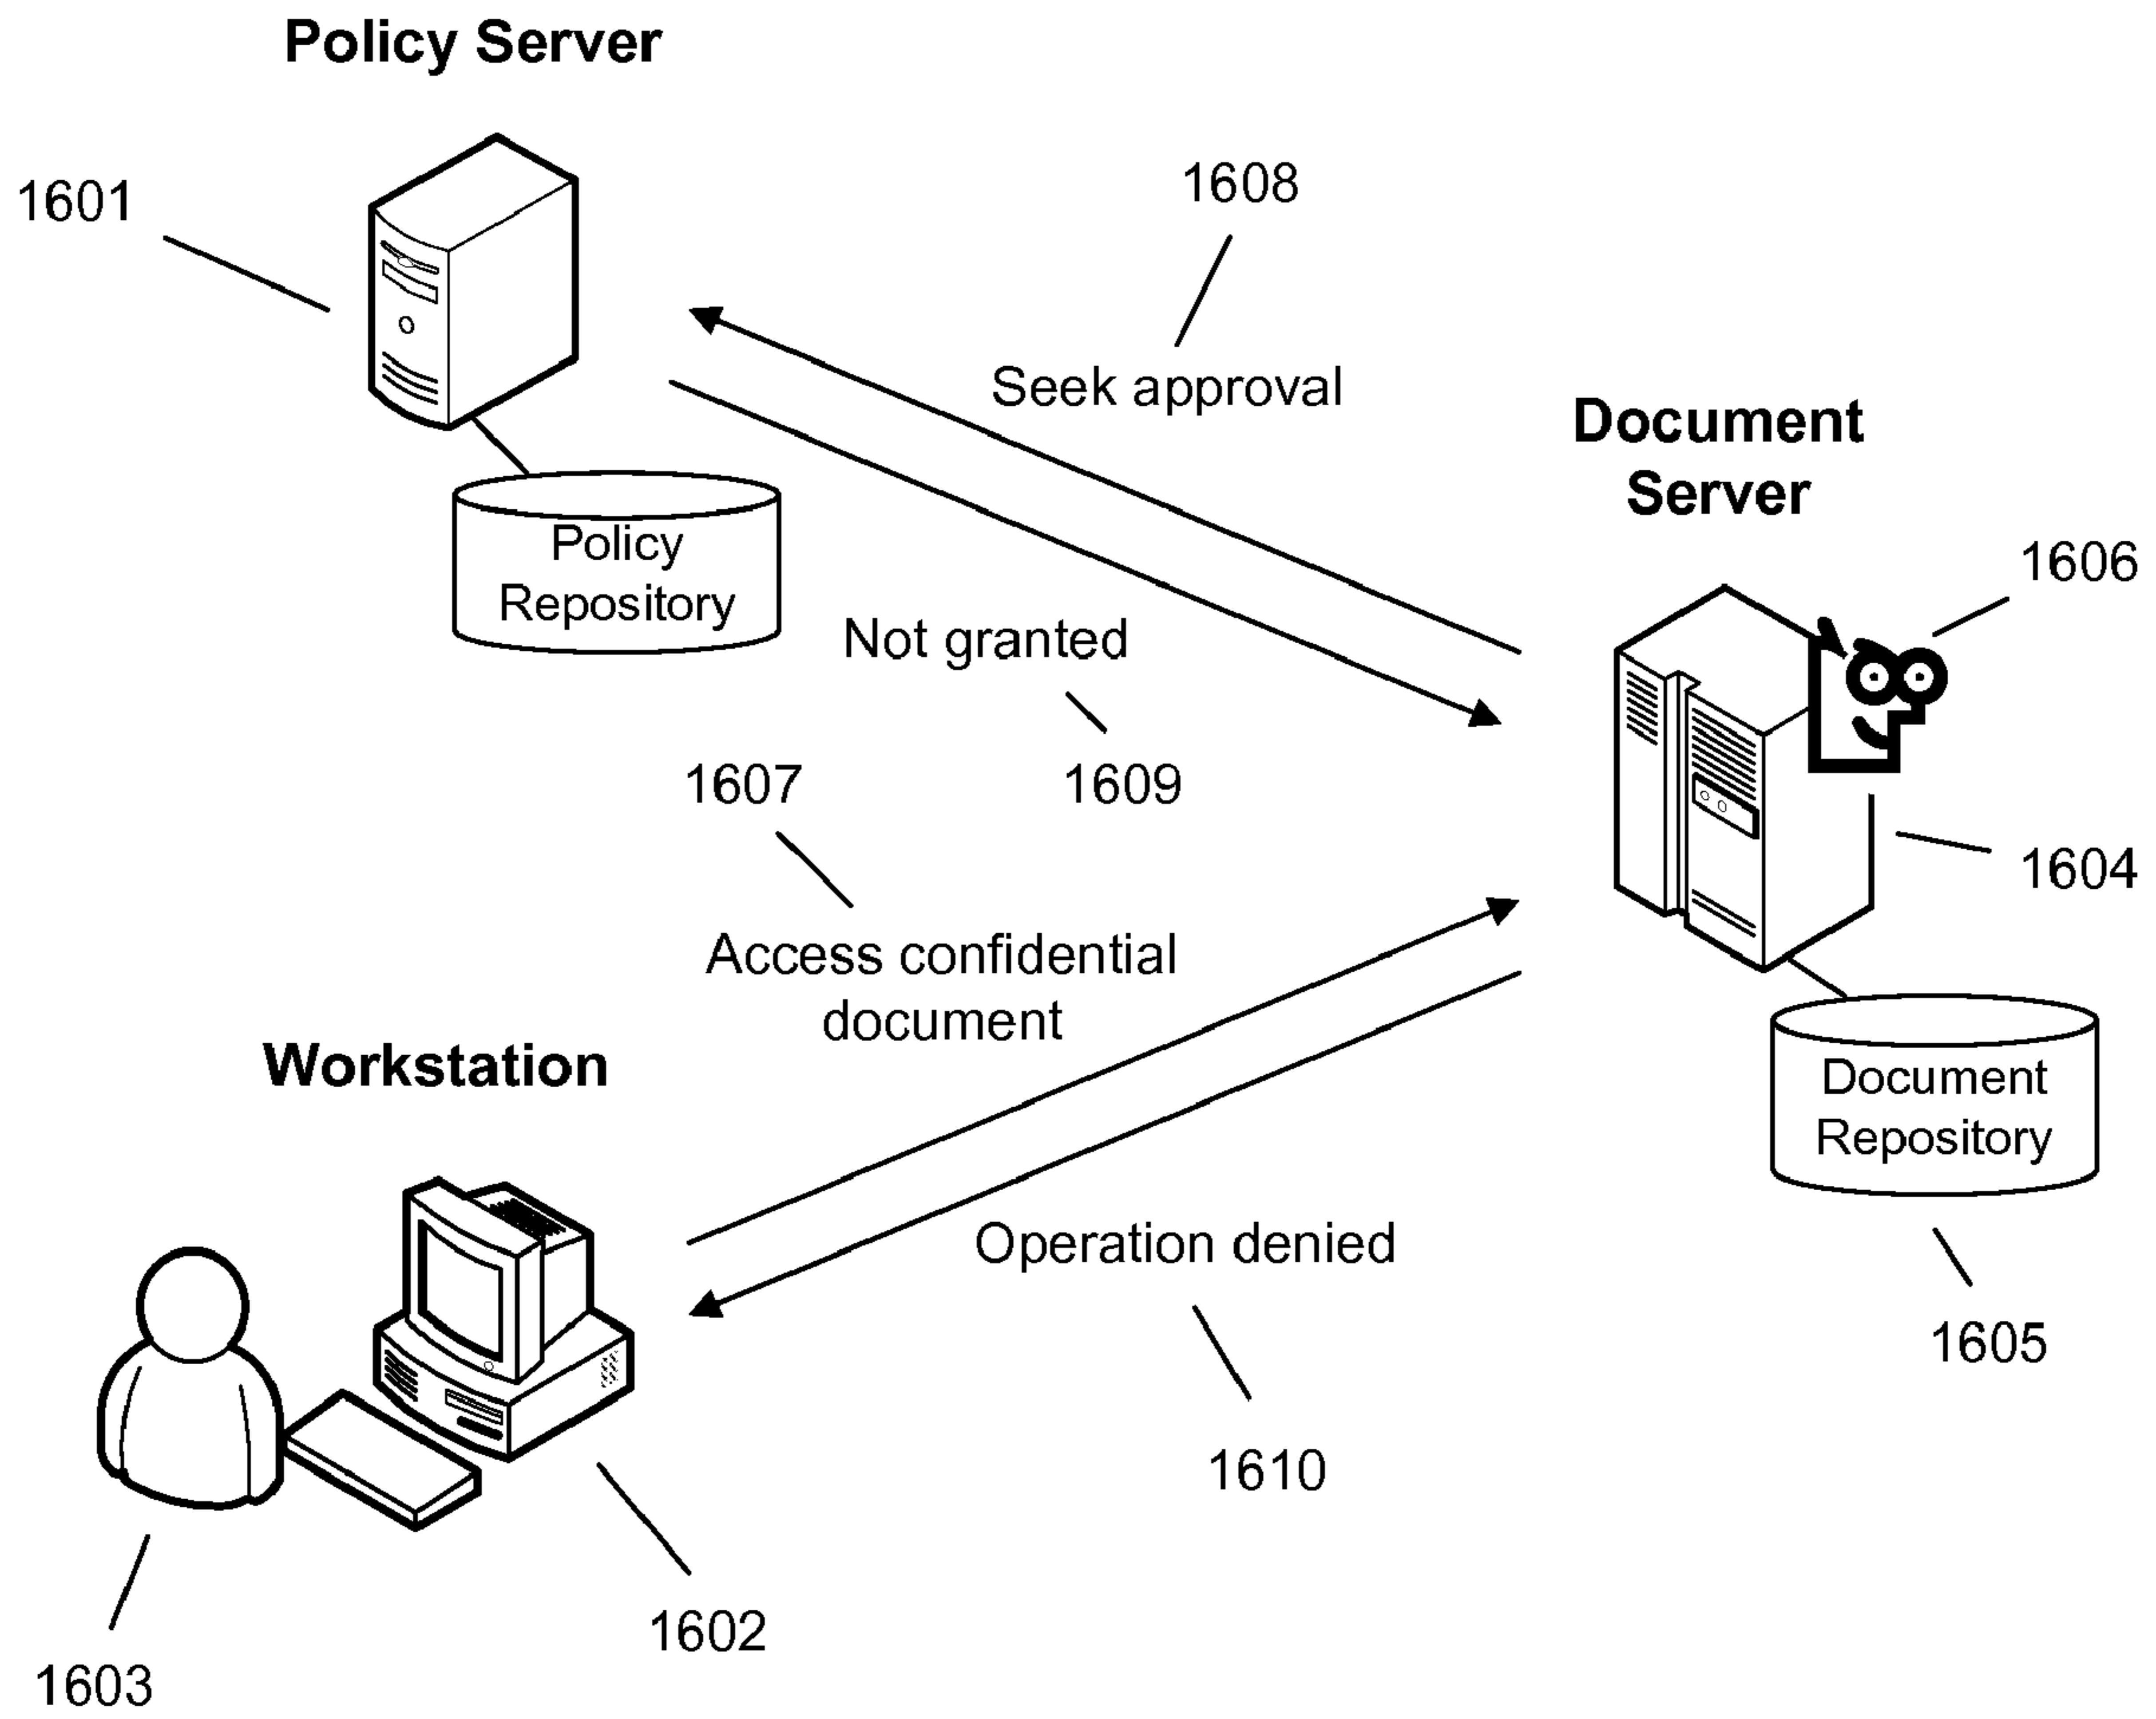 Policy Server
1601
1608
Seek approval
Document
Server
Policy
Repository
1606
Not granted
1607
1609
1604
Access confidential
document
Workstation
Document
Repository
Operation denied
1605
1610
1602
1603